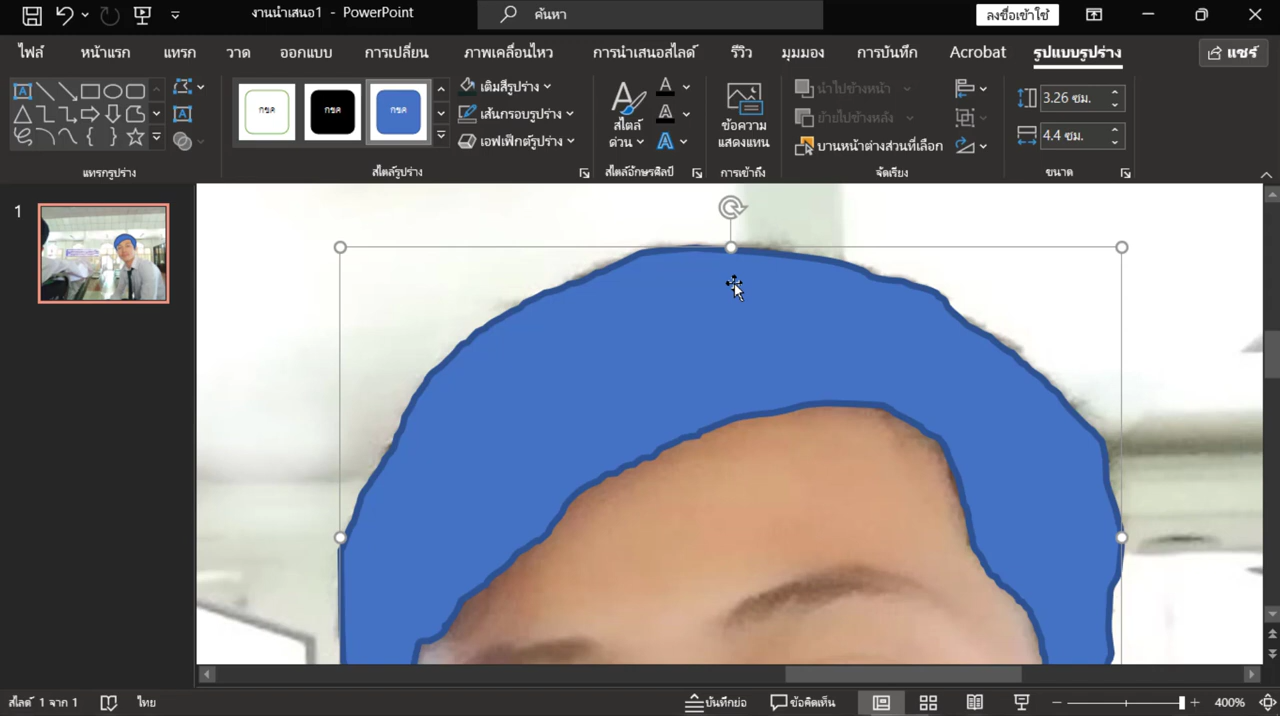 งานนำเสนอ1 - PowerPoint
ค้นหา
ลงชื่อเข้าใช้
ไฟล์ หน้าแรก แทรก วาด ออกแบบ การเปลี่ยน ภาพเคลื่อนไหว การนำเสนอสไลด์ รีวิว มุมมอง การบันทึก Acrobat รูปแบบรูปร่าง แชร์
กขค กขค กขค
เติมสีรูปร่าง
เส้นกรอบรูปร่าง
เอฟเฟ็กต์รูปร่าง
สไตล์
ด่วน
ข้อความ
แสดงแทน
นำไปข้างหน้า
ย้ายไปข้างหลัง
บานหน้าต่างส่วนที่เลือก
3.26 ซม.
4.4 ซม.
แทรกรูปร่าง สไตล์รูปร่าง สไตล์อักษรศิลป์ การเข้าถึง จัดเรียง ขนาด
1
สไลด์ 1 จาก 1 ไทย บันทึกย่อ ข้อคิดเห็น 400%